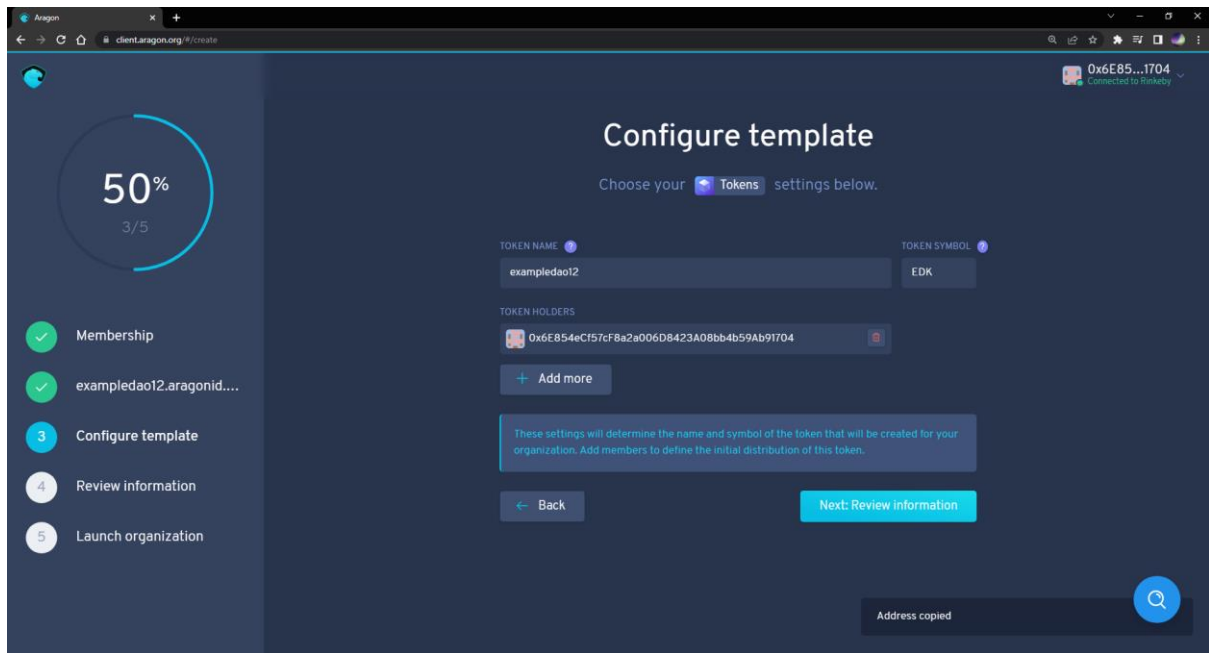 Aragon
client.aragon.org/#/create
0x6E85...1704
Connected to Rinkeby
50%
3/5
Membership
exampledao12.aragonid....
3
Configure template
4
Review information
5
Launch organization
Configure template
Choose your Tokens settings below.
TOKEN NAME ? TOKEN SYMBOL ?
exampledao12 EDK
TOKEN HOLDERS
0x6E854eCf57cF8a2a006D8423A08bb4b59Ab91704
+ Add more
These settings will determine the name and symbol of the token that will be created for your
organization. Add members to define the initial distribution of this token.
← Back Next: Review information
Address copied